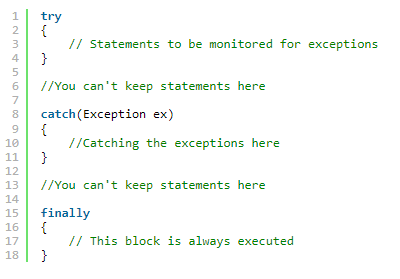 1 try
2 {
3 // Statements to be monitored for exceptions
4 }
5
6 //You can't keep statements here
7
8 catch(Exception ex)
9 {
10 //Catching the exceptions here
11 }
12
13 //You can't keep statements here
14
15 finally
16 {
17 // This block is always executed
18 }